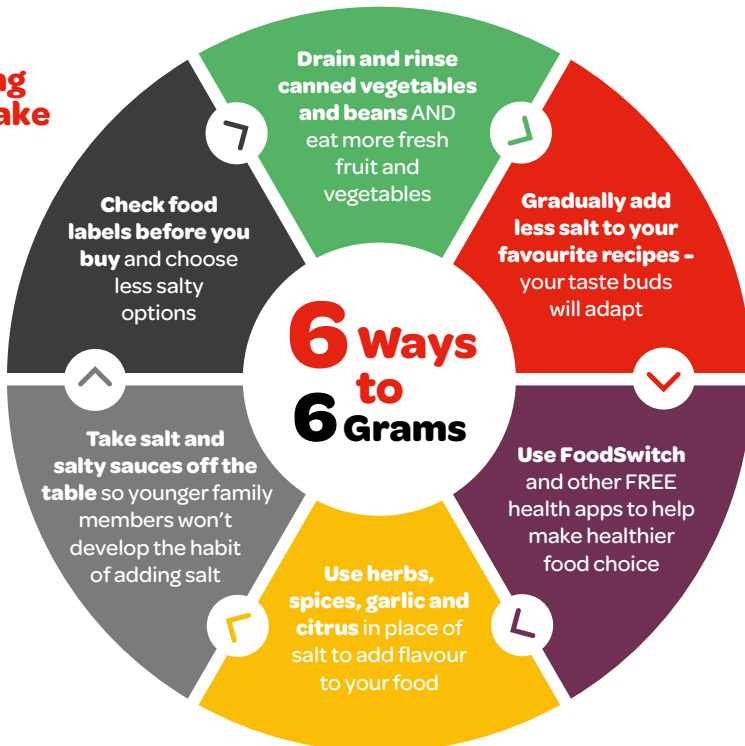 Drain and rinse
canned vegetables
and beans AND
eat more fresh
fruit and
vegetables
Gradually add
less salt to your
favourite recipes –
your taste buds
will adapt
Use FoodSwitch
and other FREE
health apps to help
make healthier
food choice
Use herbs,
spices, garlic and
citrus in place of
salt to add flavour
to your food
Take salt and
salty sauces off the
table so younger family
members won't
develop the habit
of adding salt
Check food
labels before you
buy and choose
less salty
options
6 Ways
to
6 Grams